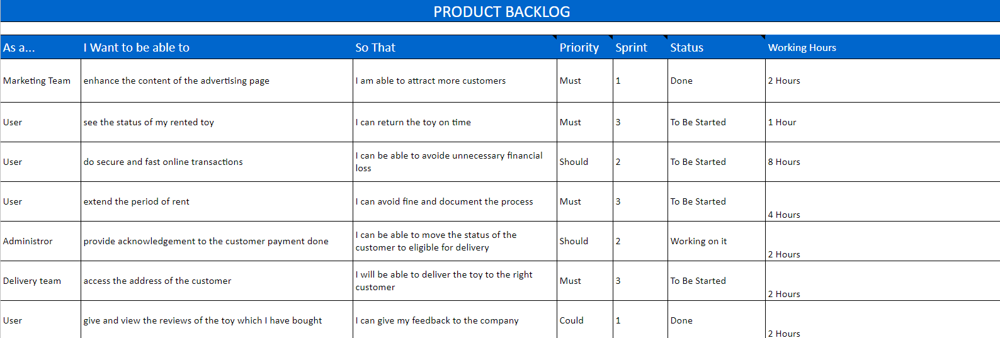 PRODUCT BACKLOG
As a... I Want to be able to So That Priority Sprint Status Working Hours
Marketing Team enhance the content of the advertising page I am able to attract more customers Must 1 Done 2 Hours
User see the status of my rented toy I can return the toy on time Must 3 To Be Started 1 Hour
User do secure and fast online transactions I can be able to avoide unnecessary financial loss Should 2 To Be Started 8 Hours
User extend the period of rent I can avoid fine and document the process Must 3 To Be Started 4 Hours
Administror provide acknowledgement to the customer payment done I can be able to move the status of the customer to eligible for delivery Should 2 Working on it 2 Hours
Delivery team access the address of the customer I will be able to deliver the toy to the right customer Must 3 To Be Started 2 Hours
User give and view the reviews of the toy which I have bought I can give my feedback to the company Could 1 Done 2 Hours